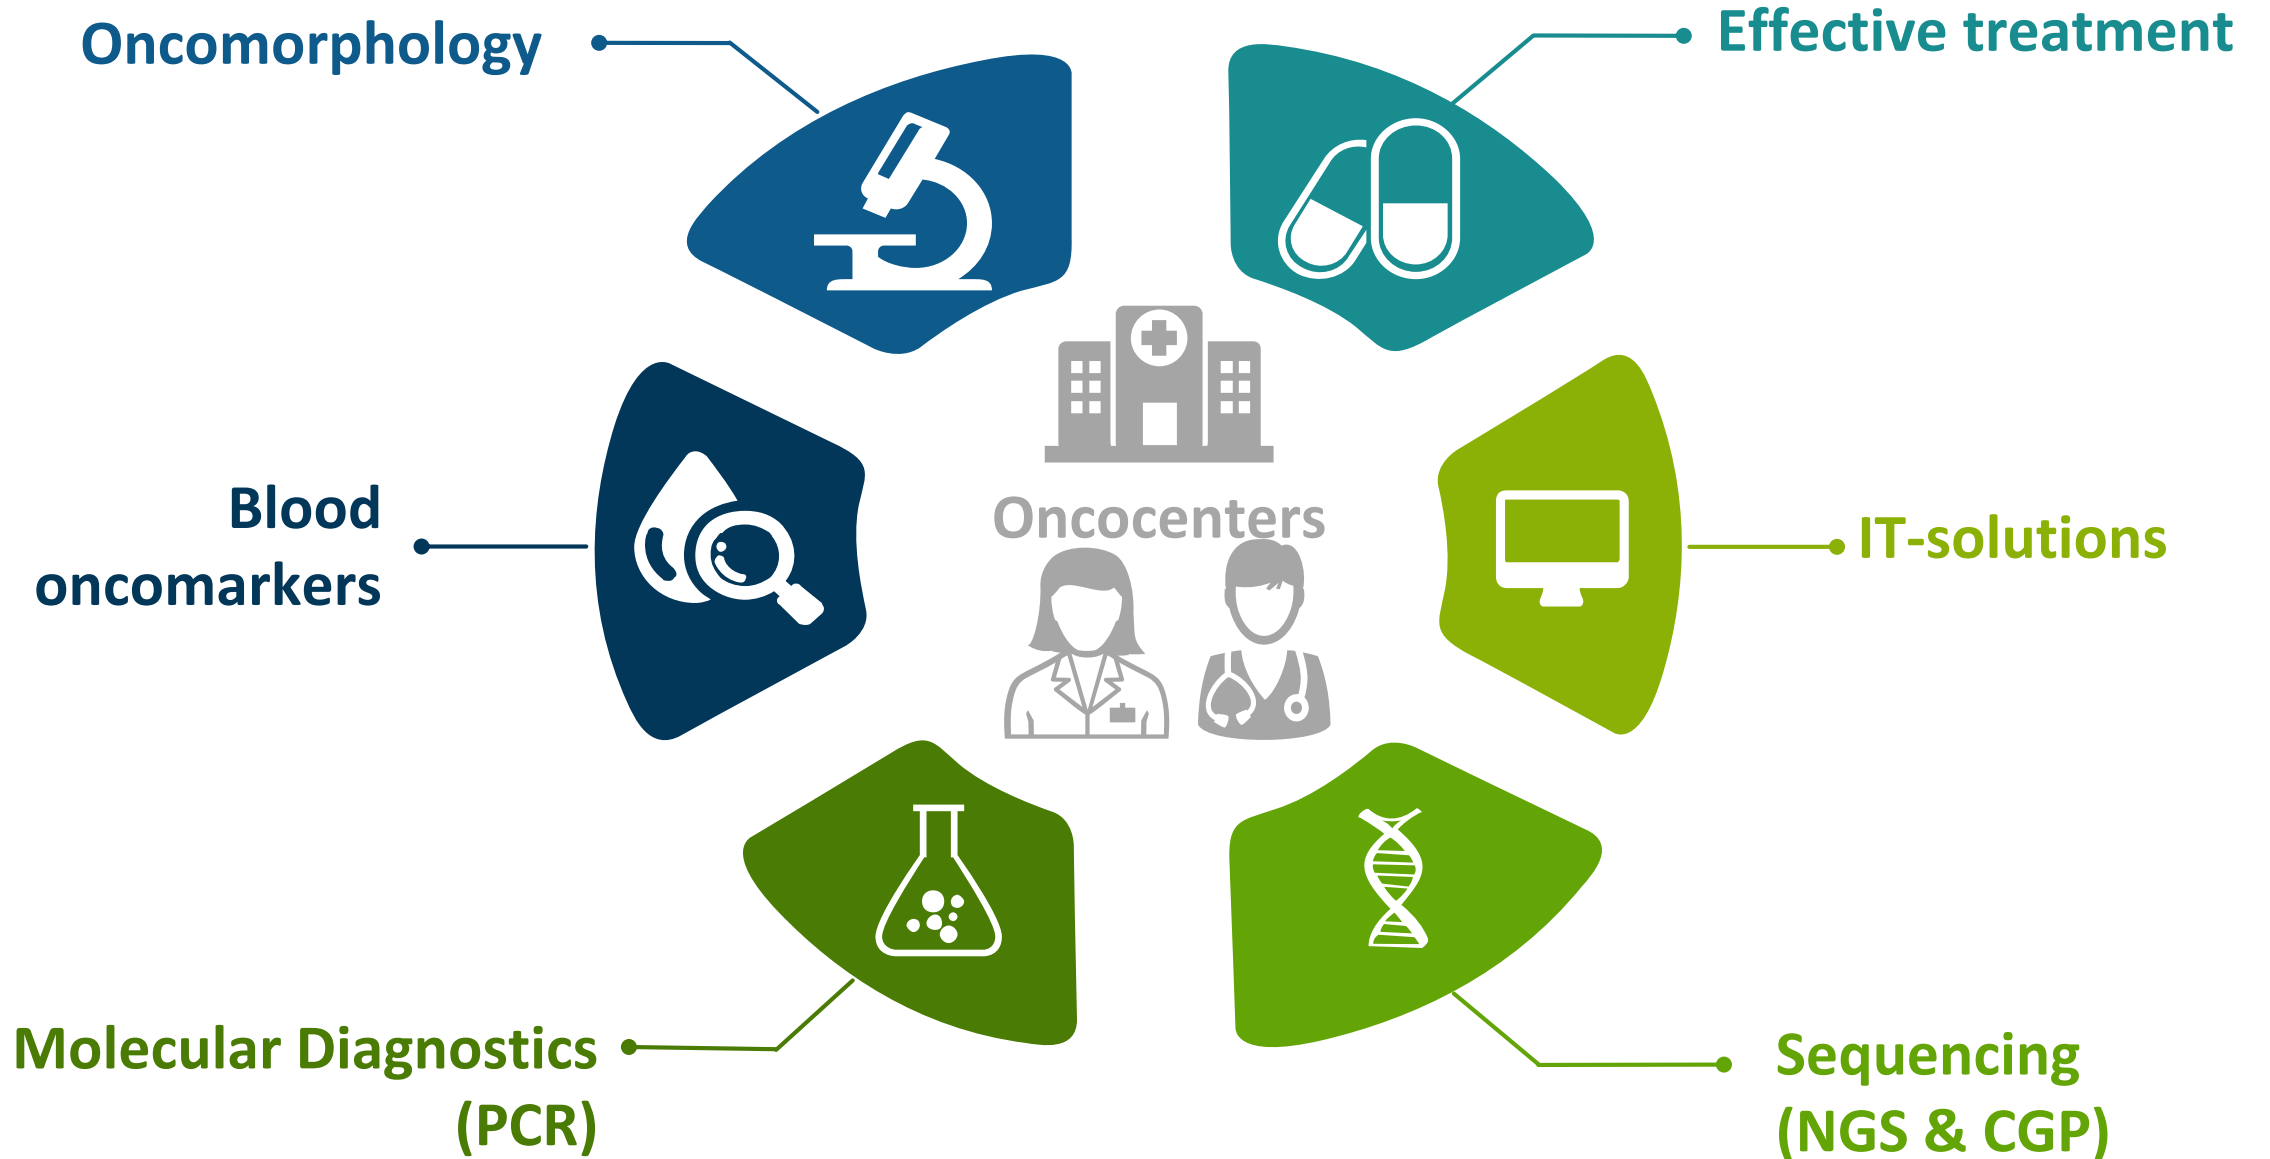 Oncomorphology
Effective treatment
Blood
oncomarkers
Oncocenters
IT-solutions
Molecular Diagnostics
(PCR)
Sequencing
(NGS & CGP)